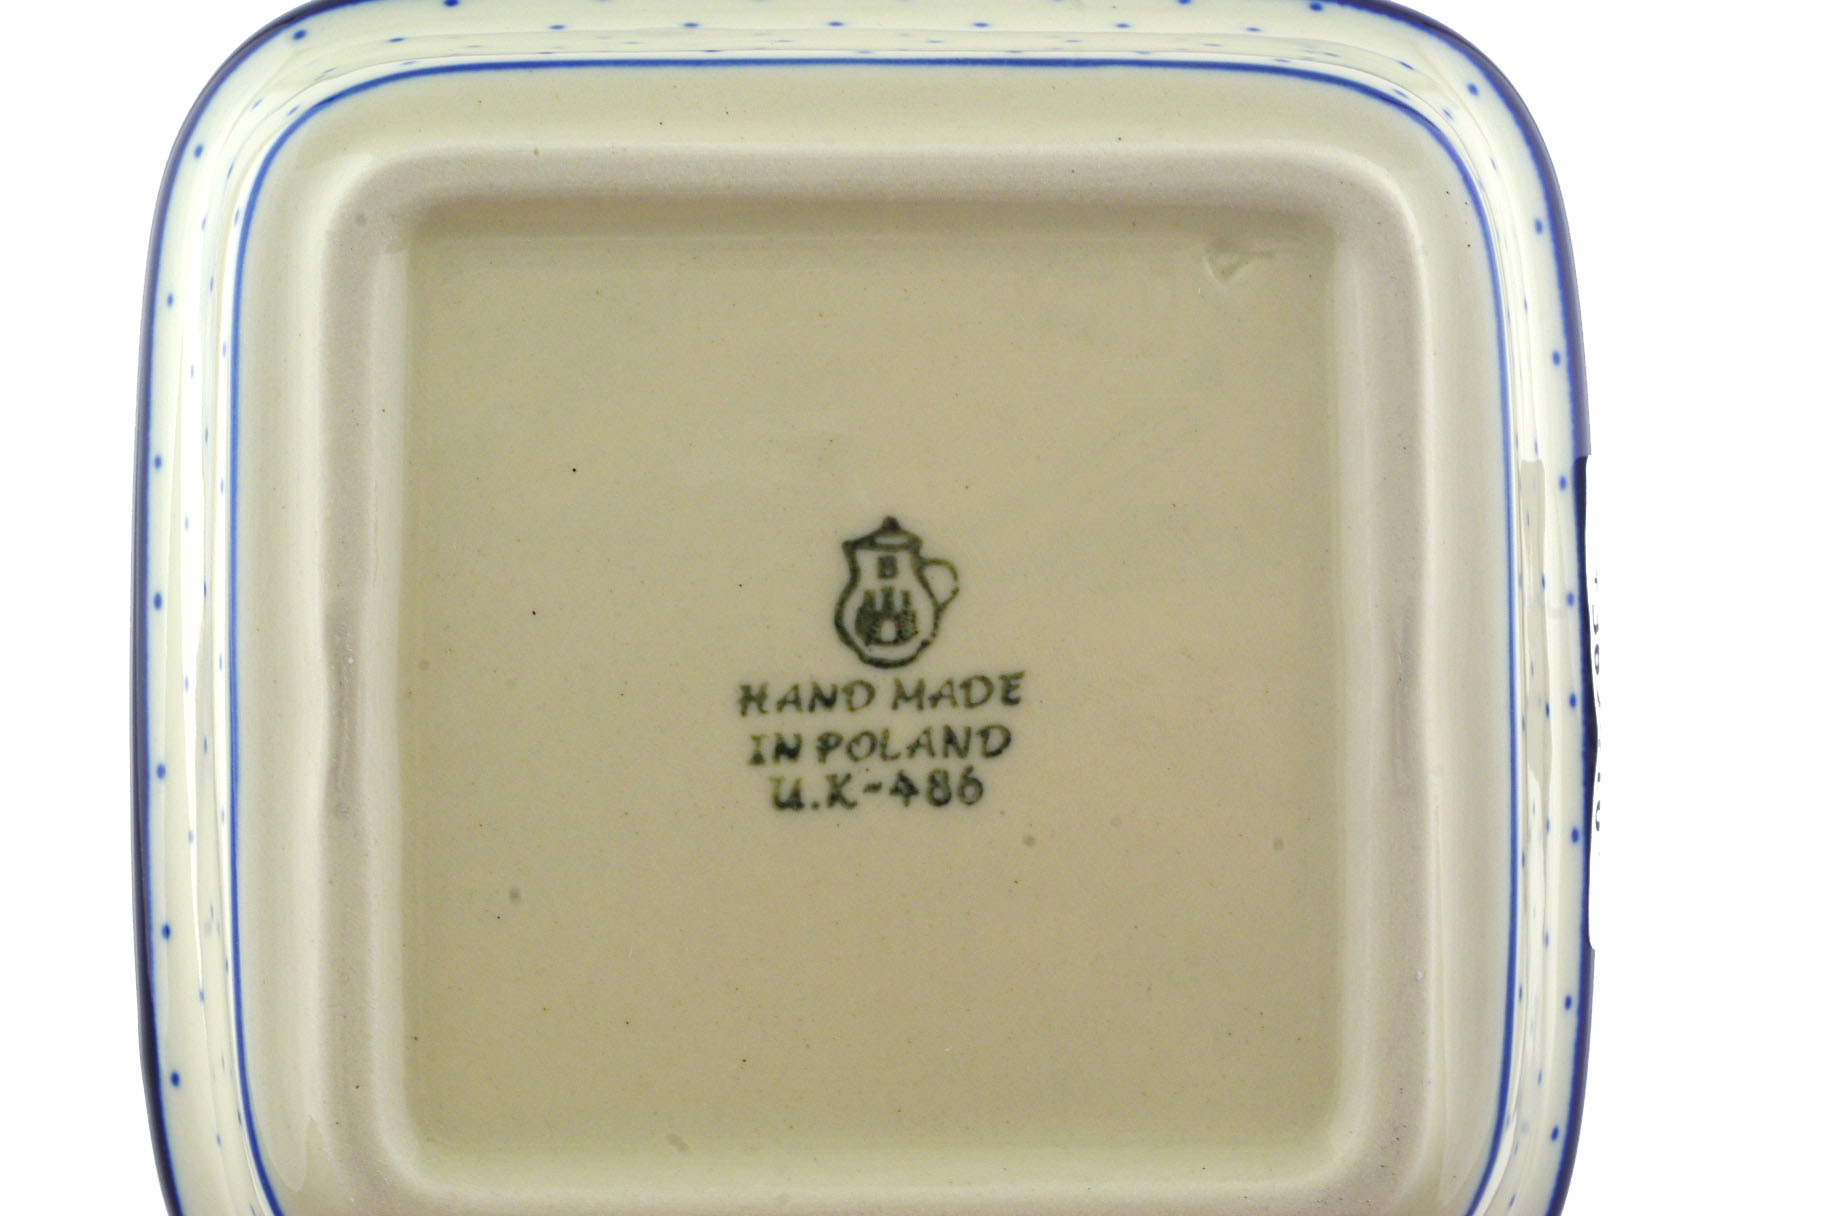 B
HAND MADE
IN POLAND
U.K-486